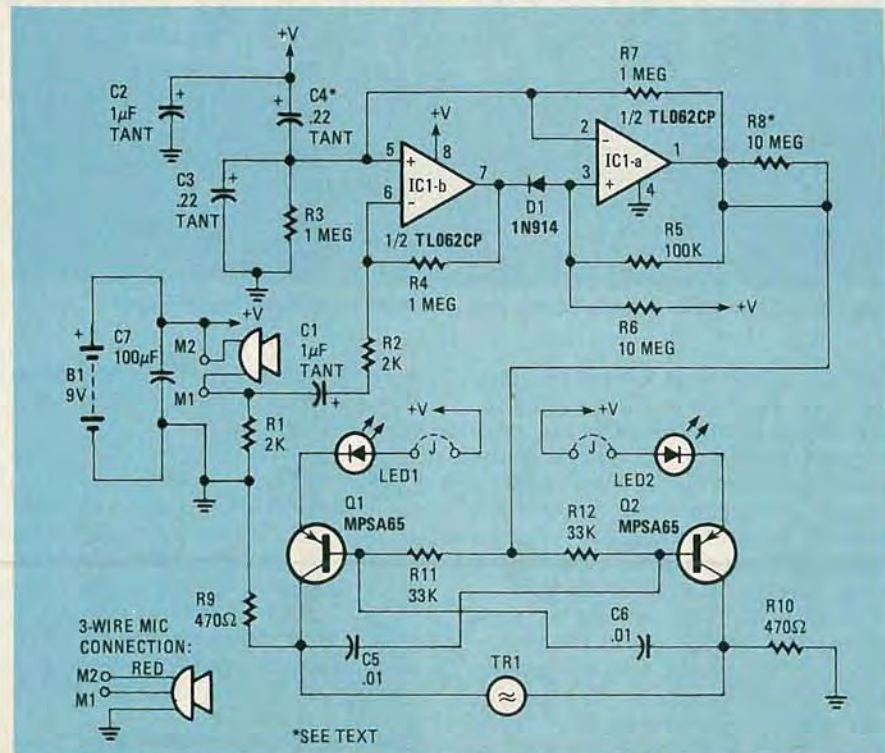 +V
C2
1µF
TANT
C4*
.22
TANT
C3
.22
TANT
R3
1 MEG
+V
5
+
8
IC1-b
6
−
7
1/2 TL062CP
R4
1 MEG
D1
1N914
R7
1 MEG
1/2 TL062CP
2
−
IC1-a
1
3
+
4
R8*
10 MEG
R5
100K
R6
10 MEG
+V
+
B1
9V
C7
100µF
+V
M2
M1
C1
1µF
TANT
+
R2
2K
R1
2K
+V
J
LED1
+V
J
LED2
Q1
MPSA65
Q2
MPSA65
R12
33K
R11
33K
R9
470Ω
C5
.01
C6
.01
R10
470Ω
TR1
≈
3-WIRE MIC
CONNECTION:
RED
M2
M1
*SEE TEXT